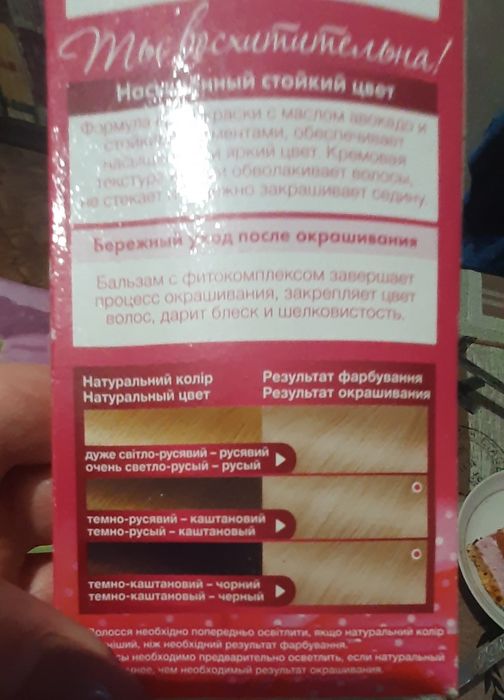 Ты восхитительна!
стойкий цвет
Формула краски с маслом авокадо и
обеспечивает
яркий цвет. Кремовая
текстура обволакивает волосы,
не стекает закрашивает седину.
Бережный уход после окрашивания
Бальзам с фитокомплексом завершает
процесс окрашивания, закрепляет цвет
волос, дарит блеск и шелковистость.
Натуральний колір
Натуральный цвет
Результат фарбування
Результат окрашивания
дуже світло-русявий – русявий
очень светло-русый – русый
темно-русявий – каштановий
темно-русый – каштановый
темно-каштановий – чорний
темно-каштановый – черный
необхідно попередньо освітлити, якщо натуральний колір
ніж необхідний результат фарбування.
необходимо предварительно осветлить, если натуральный
чем необходимый результат окрашивания.